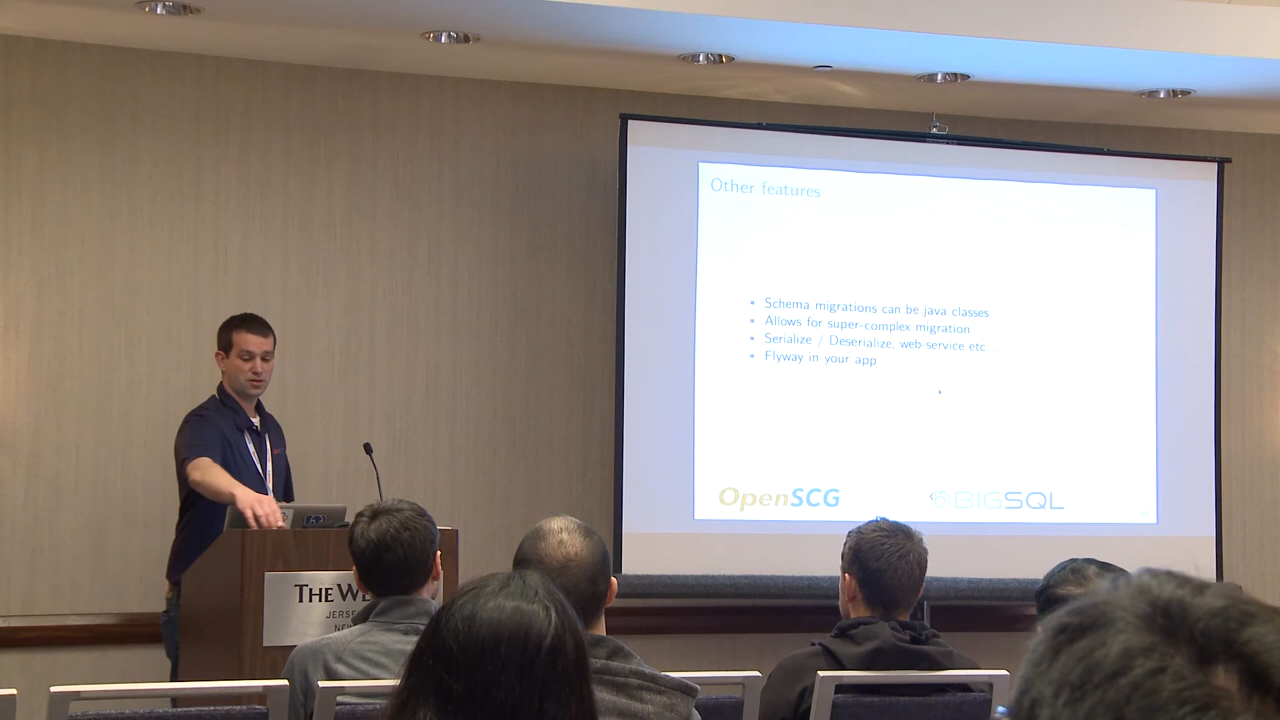 Other features
Schema migrations can be java classes
Allows for super-complex migration
Serialize / Deserialize, web-service etc...
Flyway in your app
OpenSCG
BIGSQL
THE WE
JERSE
NE